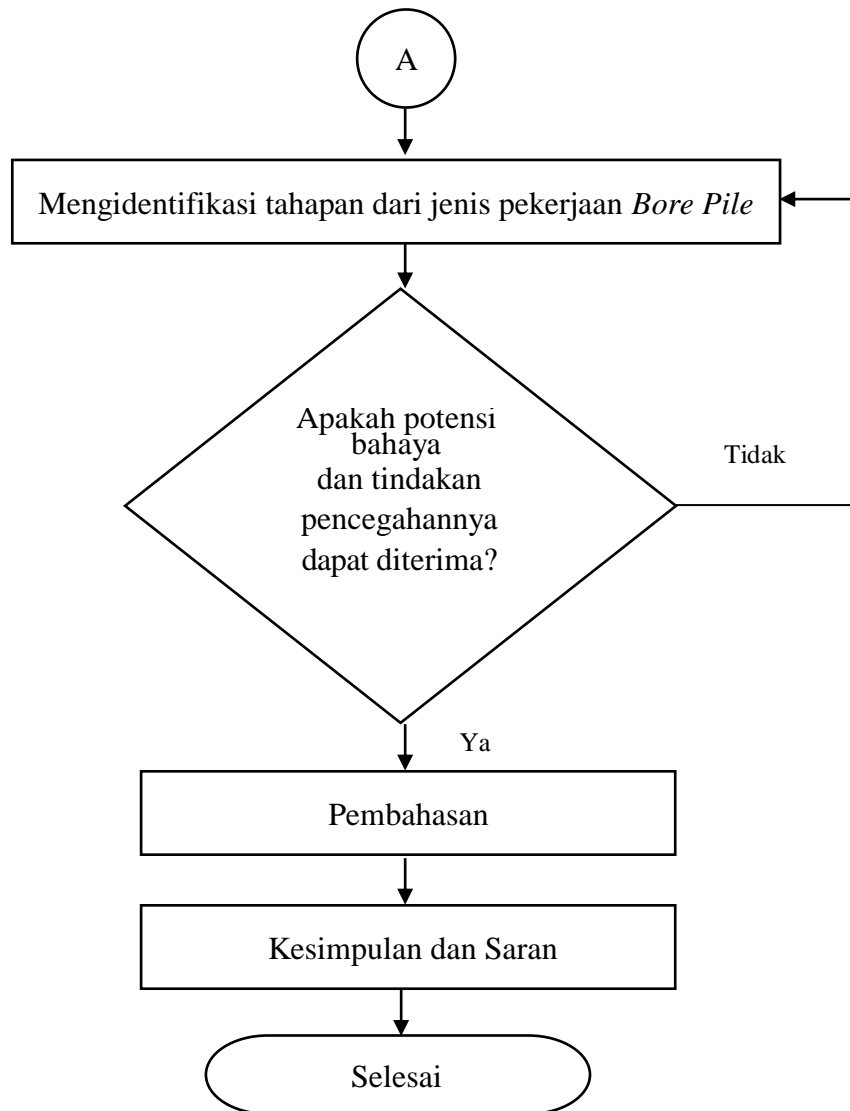 A
Mengidentifikasi tahapan dari jenis pekerjaan Bore Pile
Apakah potensi
bahaya
dan tindakan
pencegahannya
dapat diterima?
Tidak
Ya
Pembahasan
Kesimpulan dan Saran
Selesai